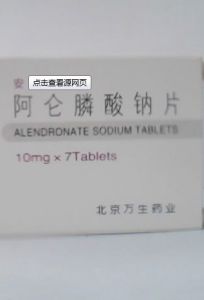 安
点击查看源网页
阿仑膦酸钠片
ALENDRONATE SODIUM TABLETS
10mg × 7Tablets
北京万生药业